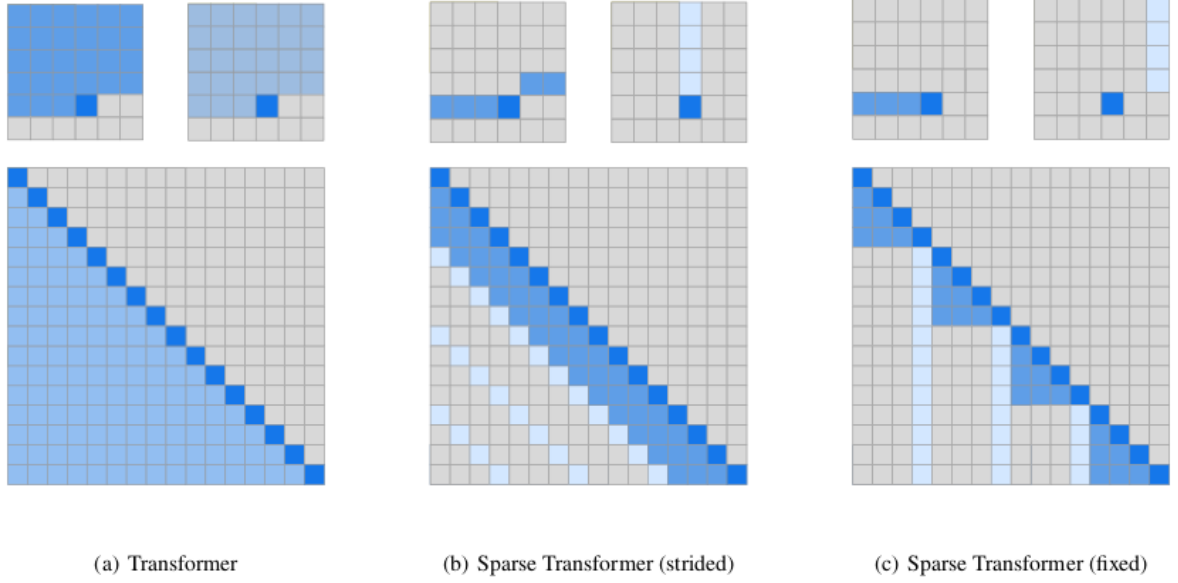 (a) Transformer
(b) Sparse Transformer (strided)
(c) Sparse Transformer (fixed)